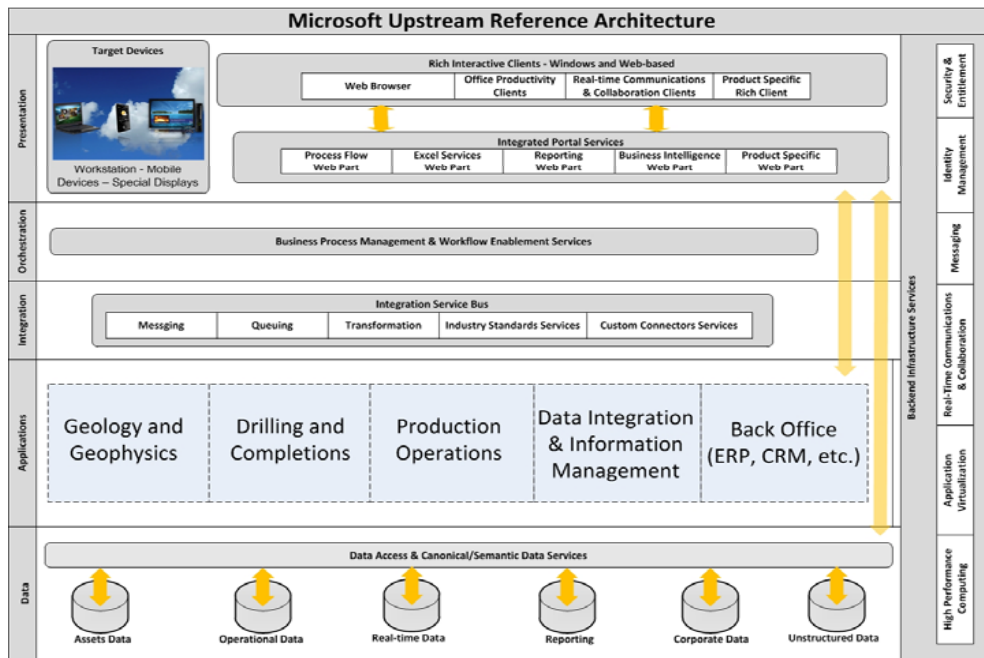 Microsoft Upstream Reference Architecture
Presentation
Target Devices
Workstation - Mobile
Devices – Special Displays
Rich Interactive Clients - Windows and Web-based
Web Browser
Office Productivity
Clients
Real-time Communications
& Collaboration Clients
Product Specific
Rich Client
Integrated Portal Services
Process Flow
Web Part
Excel Services
Web Part
Reporting
Web Part
Business Intelligence
Web Part
Product Specific
Web Part
Orchestration
Business Process Management & Workflow Enablement Services
Integration
Integration Service Bus
Messging
Queuing
Transformation
Industry Standards Services
Custom Connectors Services
Applications
Geology and
Geophysics
Drilling and
Completions
Production
Operations
Data Integration
& Information
Management
Back Office
(ERP, CRM, etc.)
Data
Data Access & Canonical/Semantic Data Services
Assets Data
Operational Data
Real-time Data
Reporting
Corporate Data
Unstructured Data
Backend Infrastructure Services
Security &
Entitlement
Identity
Management
Messaging
Real-Time Communications
& Collaboration
Application
Virtualization
High Performance
Computing